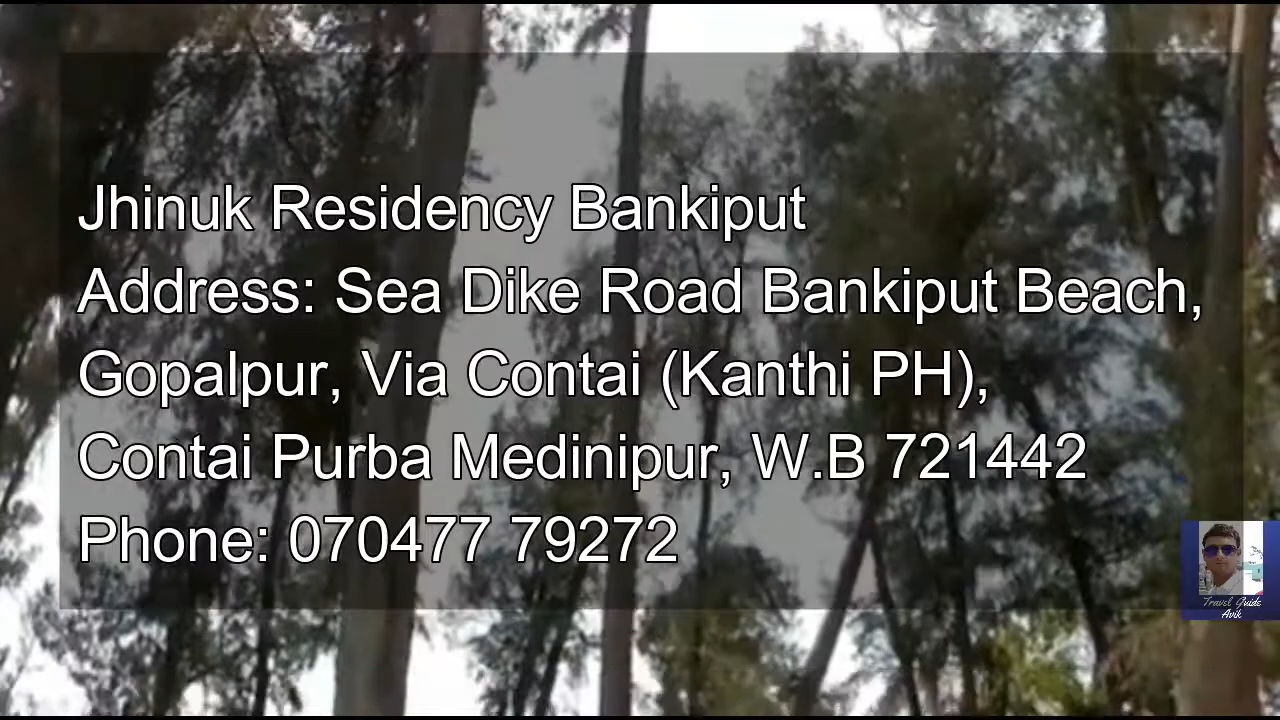 Jhinuk Residency Bankiput
Address: Sea Dike Road Bankiput Beach,
Gopalpur, Via Contai (Kanthi PH),
Contai Purba Medinipur, W.B 721442
Phone: 070477 79272
Travel Guide
Avik